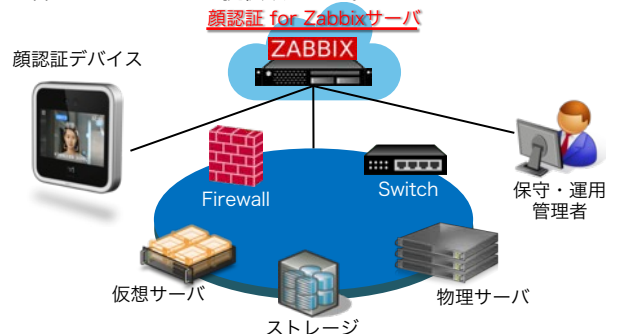 顔認証 for Zabbixサーバ
ZABBIX
顔認証デバイス
Firewall
Switch
保守・運用
管理者
仮想サーバ
物理サーバ
ストレージ